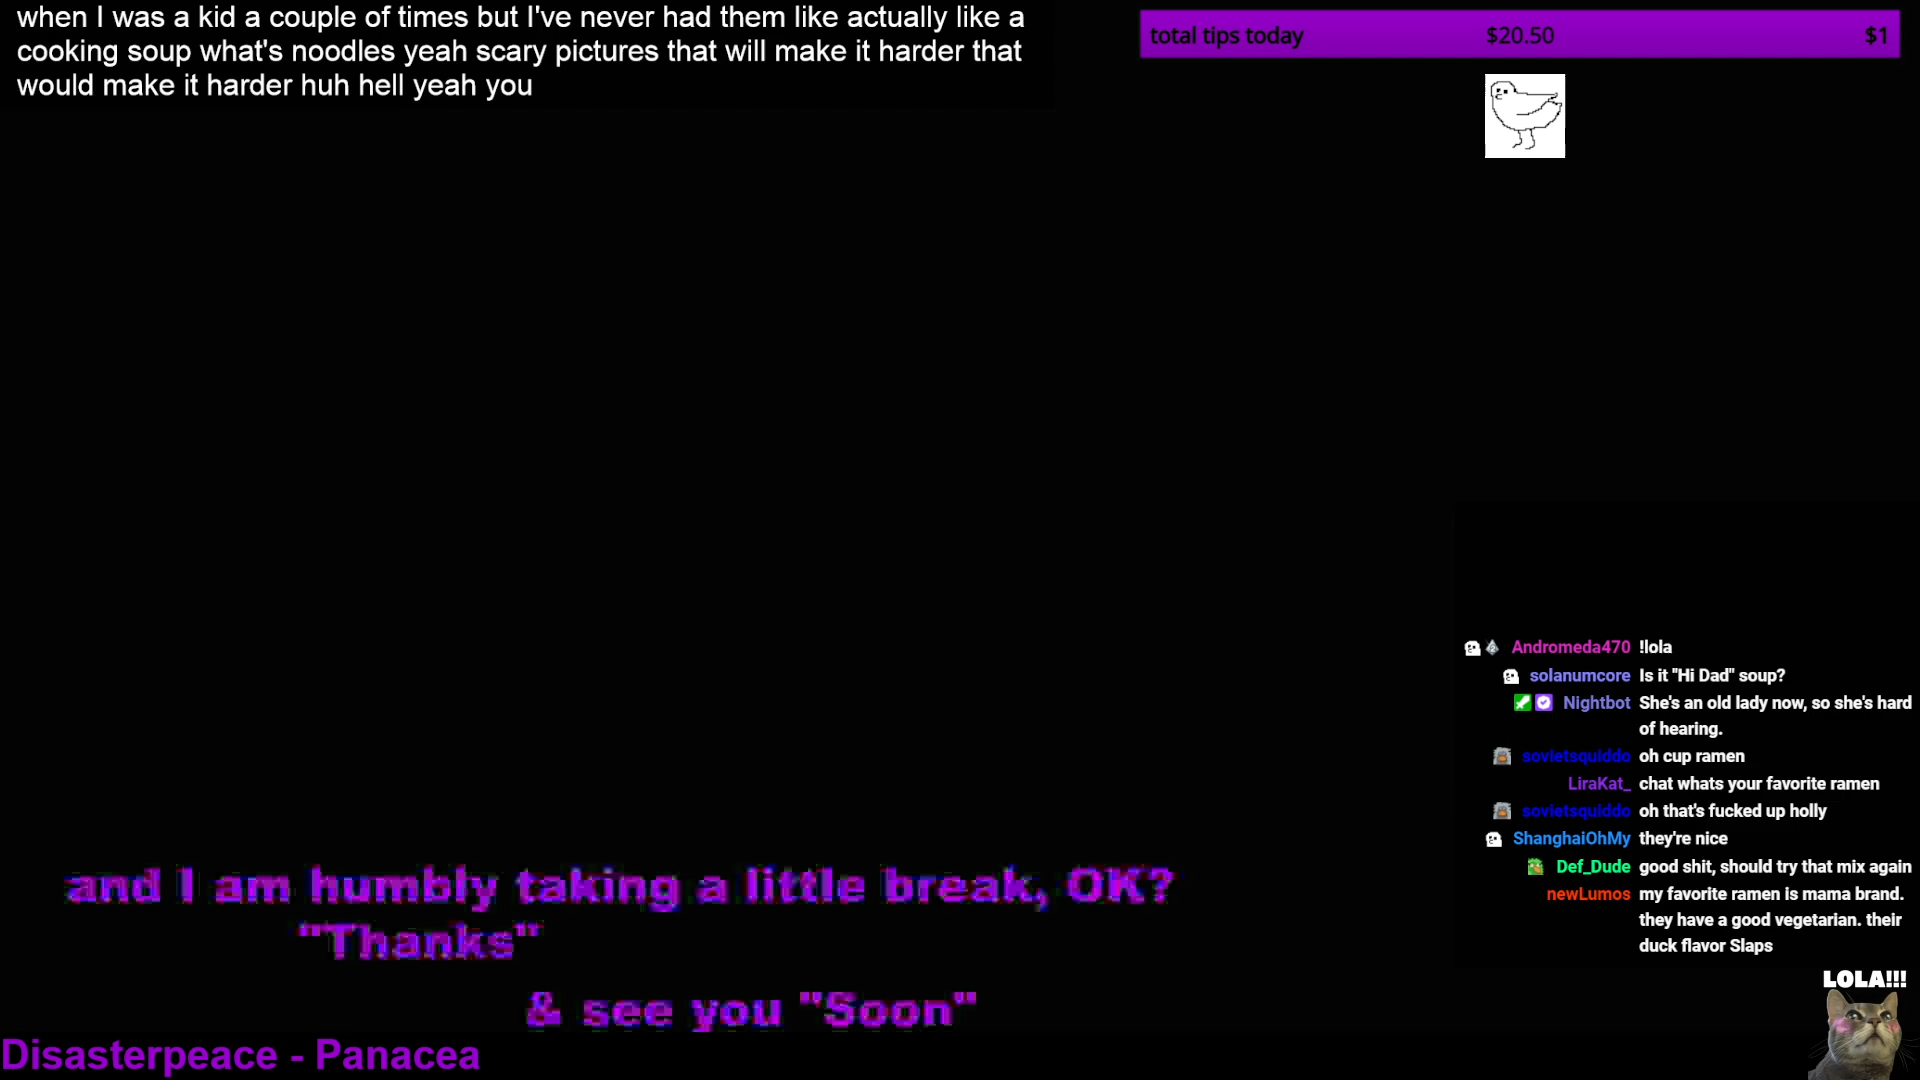 when I was a kid a couple of times but I've never had them like actually like a
cooking soup what's noodles yeah scary pictures that will make it harder that
would make it harder huh hell yeah you
total tips today $20.50 $1
Andromeda470 !lola
solanumcore Is it "Hi Dad" soup?
Nightbot She's an old lady now, so she's hard
of hearing.
sovietsquiddo oh cup ramen
LiraKat_ chat whats your favorite ramen
sovietsquiddo oh that's fucked up holly
ShanghaiOhMy they're nice
Def_Dude good shit, should try that mix again
newLumos my favorite ramen is mama brand.
they have a good vegetarian. their
duck flavor Slaps
LOLA!!!
and I am humbly taking a little break, OK?
"Thanks"
& see you "Soon"
Disasterpeace - Panacea